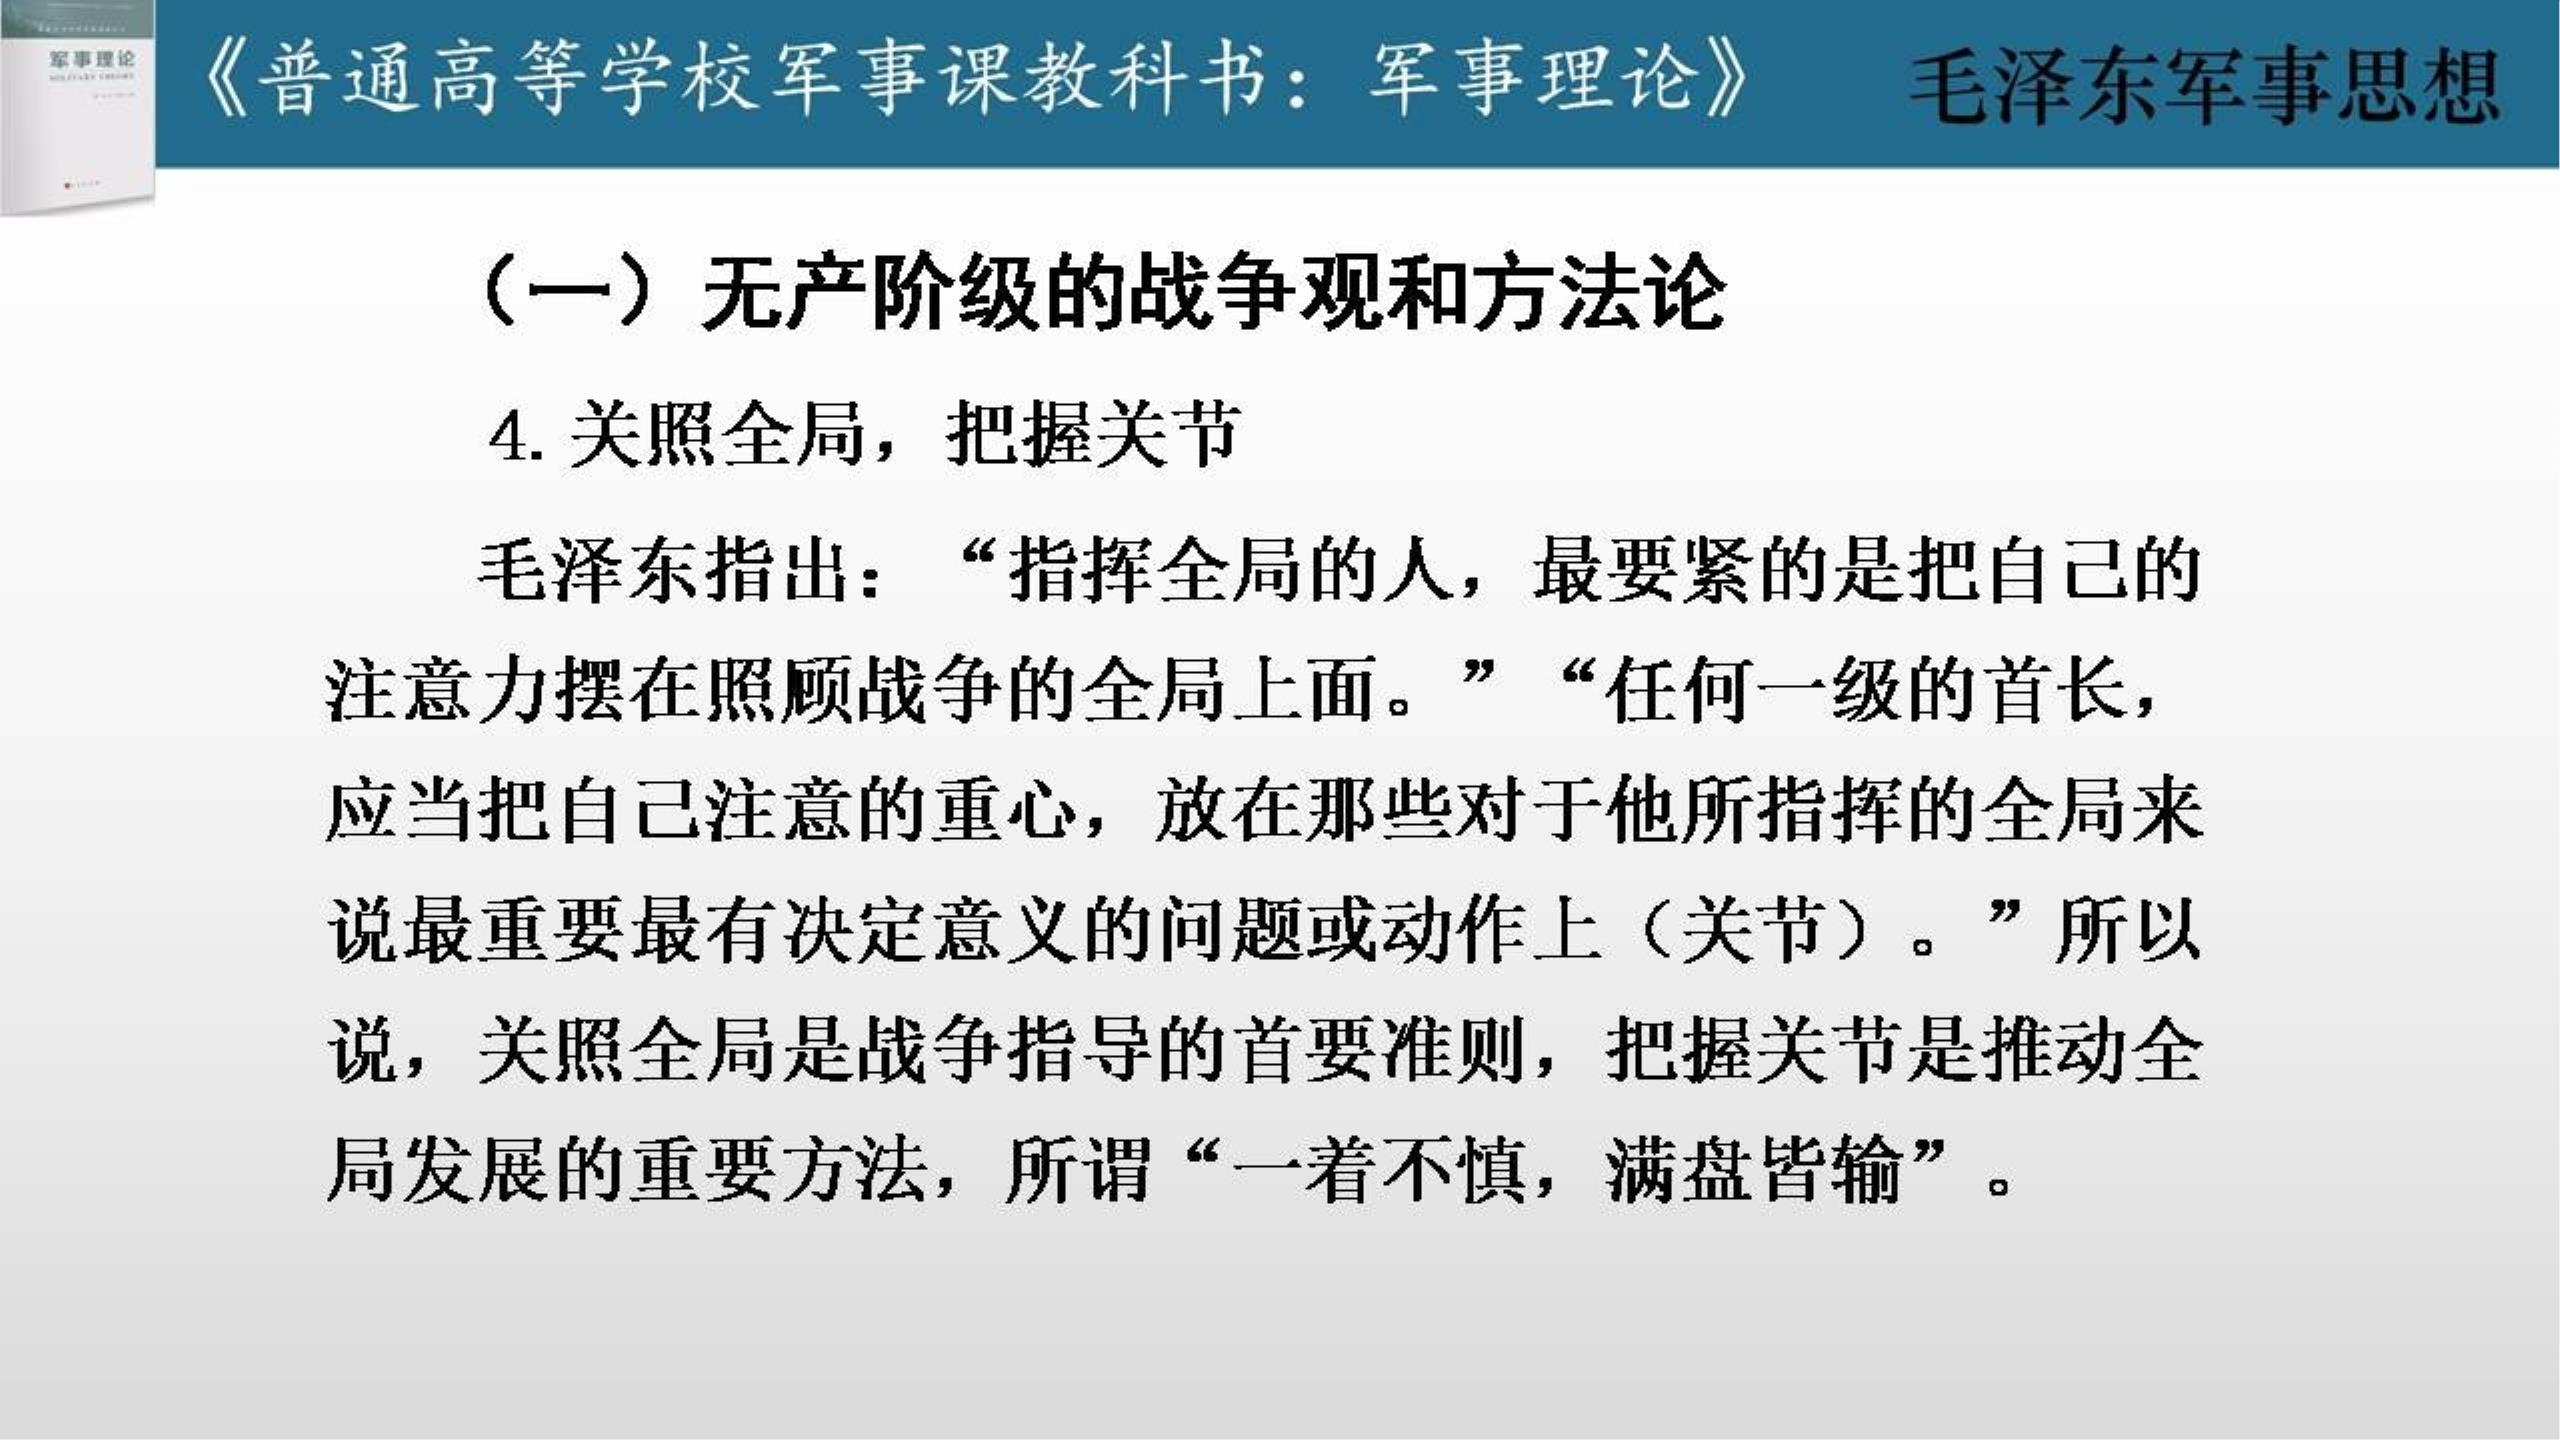 军事理论
MILITARY THEORY
《普通高等学校军事课教科书：军事理论》
毛泽东军事思想
（一）无产阶级的战争观和方法论
4. 关照全局，把握关节
毛泽东指出：“指挥全局的人，最要紧的是把自己的
注意力摆在照顾战争的全局上面。”“任何一级的首长，
应当把自己注意的重心，放在那些对于他所指挥的全局来
说最重要最有决定意义的问题或动作上（关节）。”所以
说，关照全局是战争指导的首要准则，把握关节是推动全
局发展的重要方法，所谓“一着不慎，满盘皆输”。